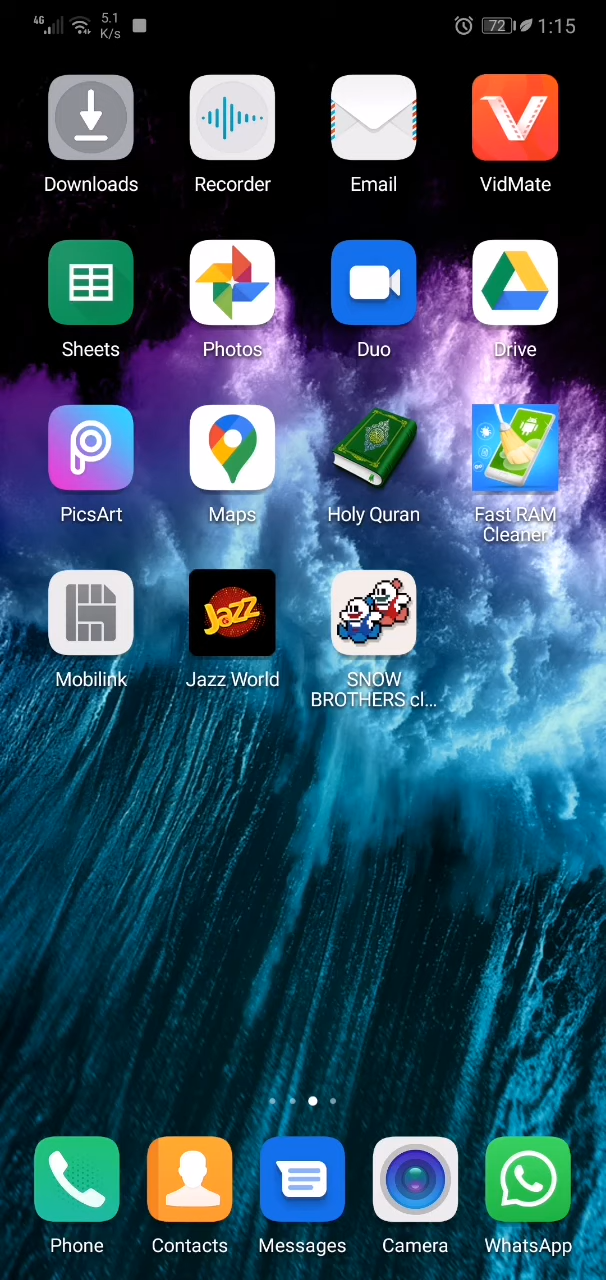 4G 5.1 K/s 72 1:15
Downloads Recorder Email VidMate
Sheets Photos Duo Drive
PicsArt Maps Holy Quran Fast RAM
Cleaner
Jazz
Mobilink Jazz World SNOW
BROTHERS cl...
Phone Contacts Messages Camera WhatsApp